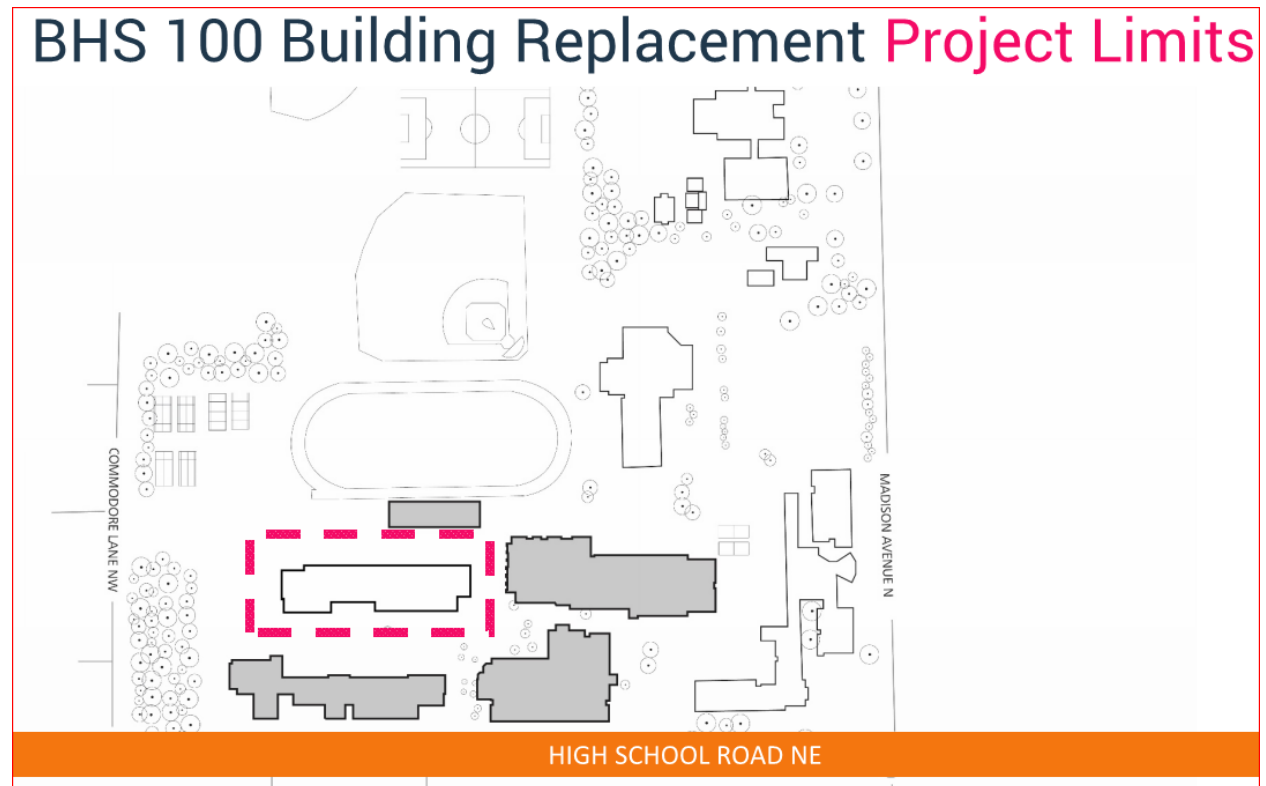 BHS 100 Building Replacement Project Limits
COMMODORE LANE NW
MADISON AVENUE N
HIGH SCHOOL ROAD NE